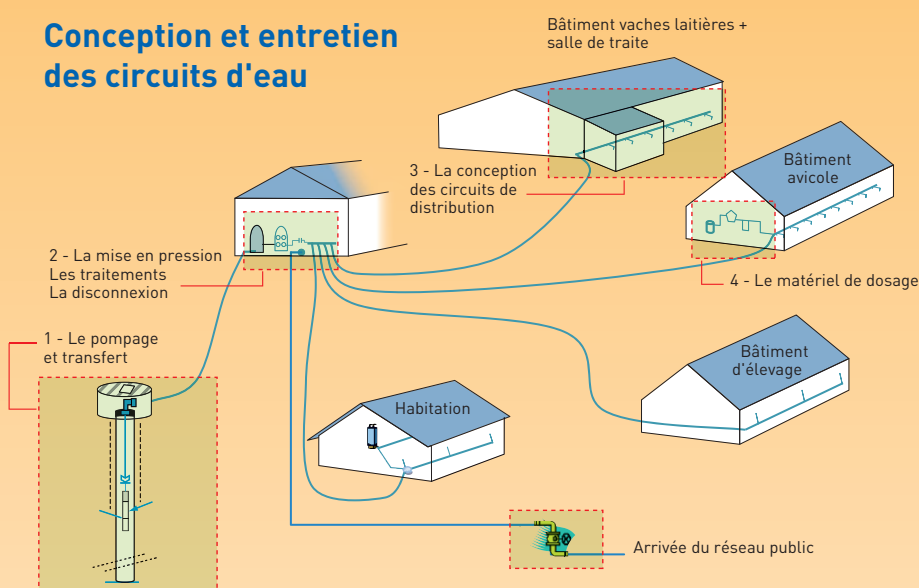 Conception et entretien
des circuits d'eau
Bâtiment vaches laitières +
salle de traite
3 - La conception
des circuits de
distribution
Bâtiment
avicole
2 - La mise en pression
Les traitements
La disconnexion
4 - Le matériel de dosage
1 - Le pompage
et transfert
Bâtiment
d'élevage
Habitation
Arrivée du réseau public